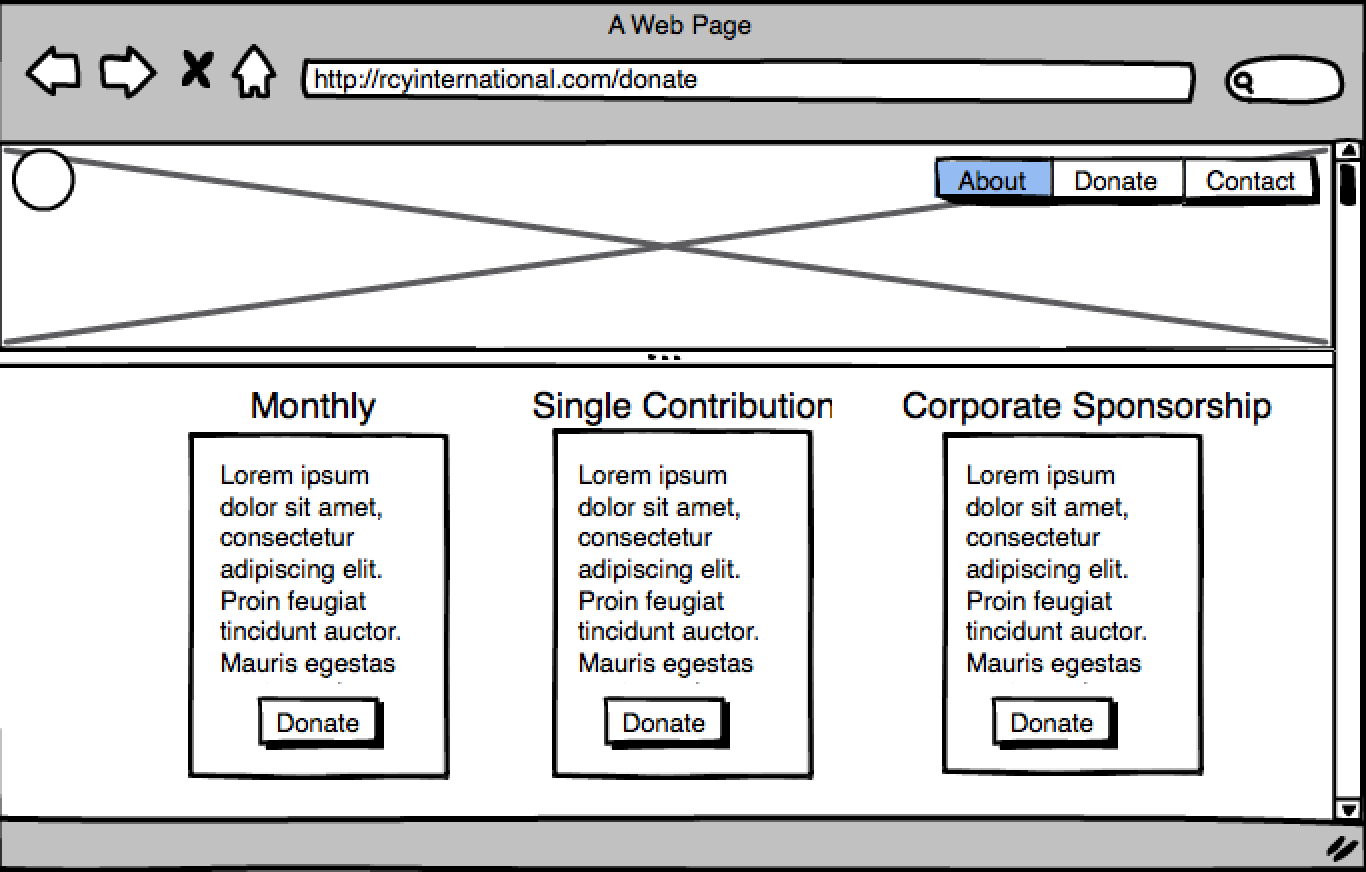 A Web Page
http://rcyinternational.com/donate
About Donate Contact
Monthly
Lorem ipsum
dolor sit amet,
consectetur
adipiscing elit.
Proin feugiat
tincidunt auctor.
Mauris egestas
Donate
Single Contribution
Lorem ipsum
dolor sit amet,
consectetur
adipiscing elit.
Proin feugiat
tincidunt auctor.
Mauris egestas
Donate
Corporate Sponsorship
Lorem ipsum
dolor sit amet,
consectetur
adipiscing elit.
Proin feugiat
tincidunt auctor.
Mauris egestas
Donate